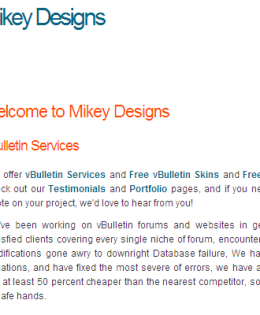 ikey Designs
elcome to Mikey Designs
ulletin Services
offer vBulletin Services and Free vBulletin Skins and Free
ck out our Testimonials and Portfolio pages, and if you ne
ote on your project, we'd love to hear from you!
've been working on vBulletin forums and websites in ge
sfied clients covering every single niche of forum, encounter
difications gone awry to downright Database failure, We ha
ations, and have fixed the most severe of errors, we have a
at least 50 percent cheaper than the nearest competitor, so
afe hands.